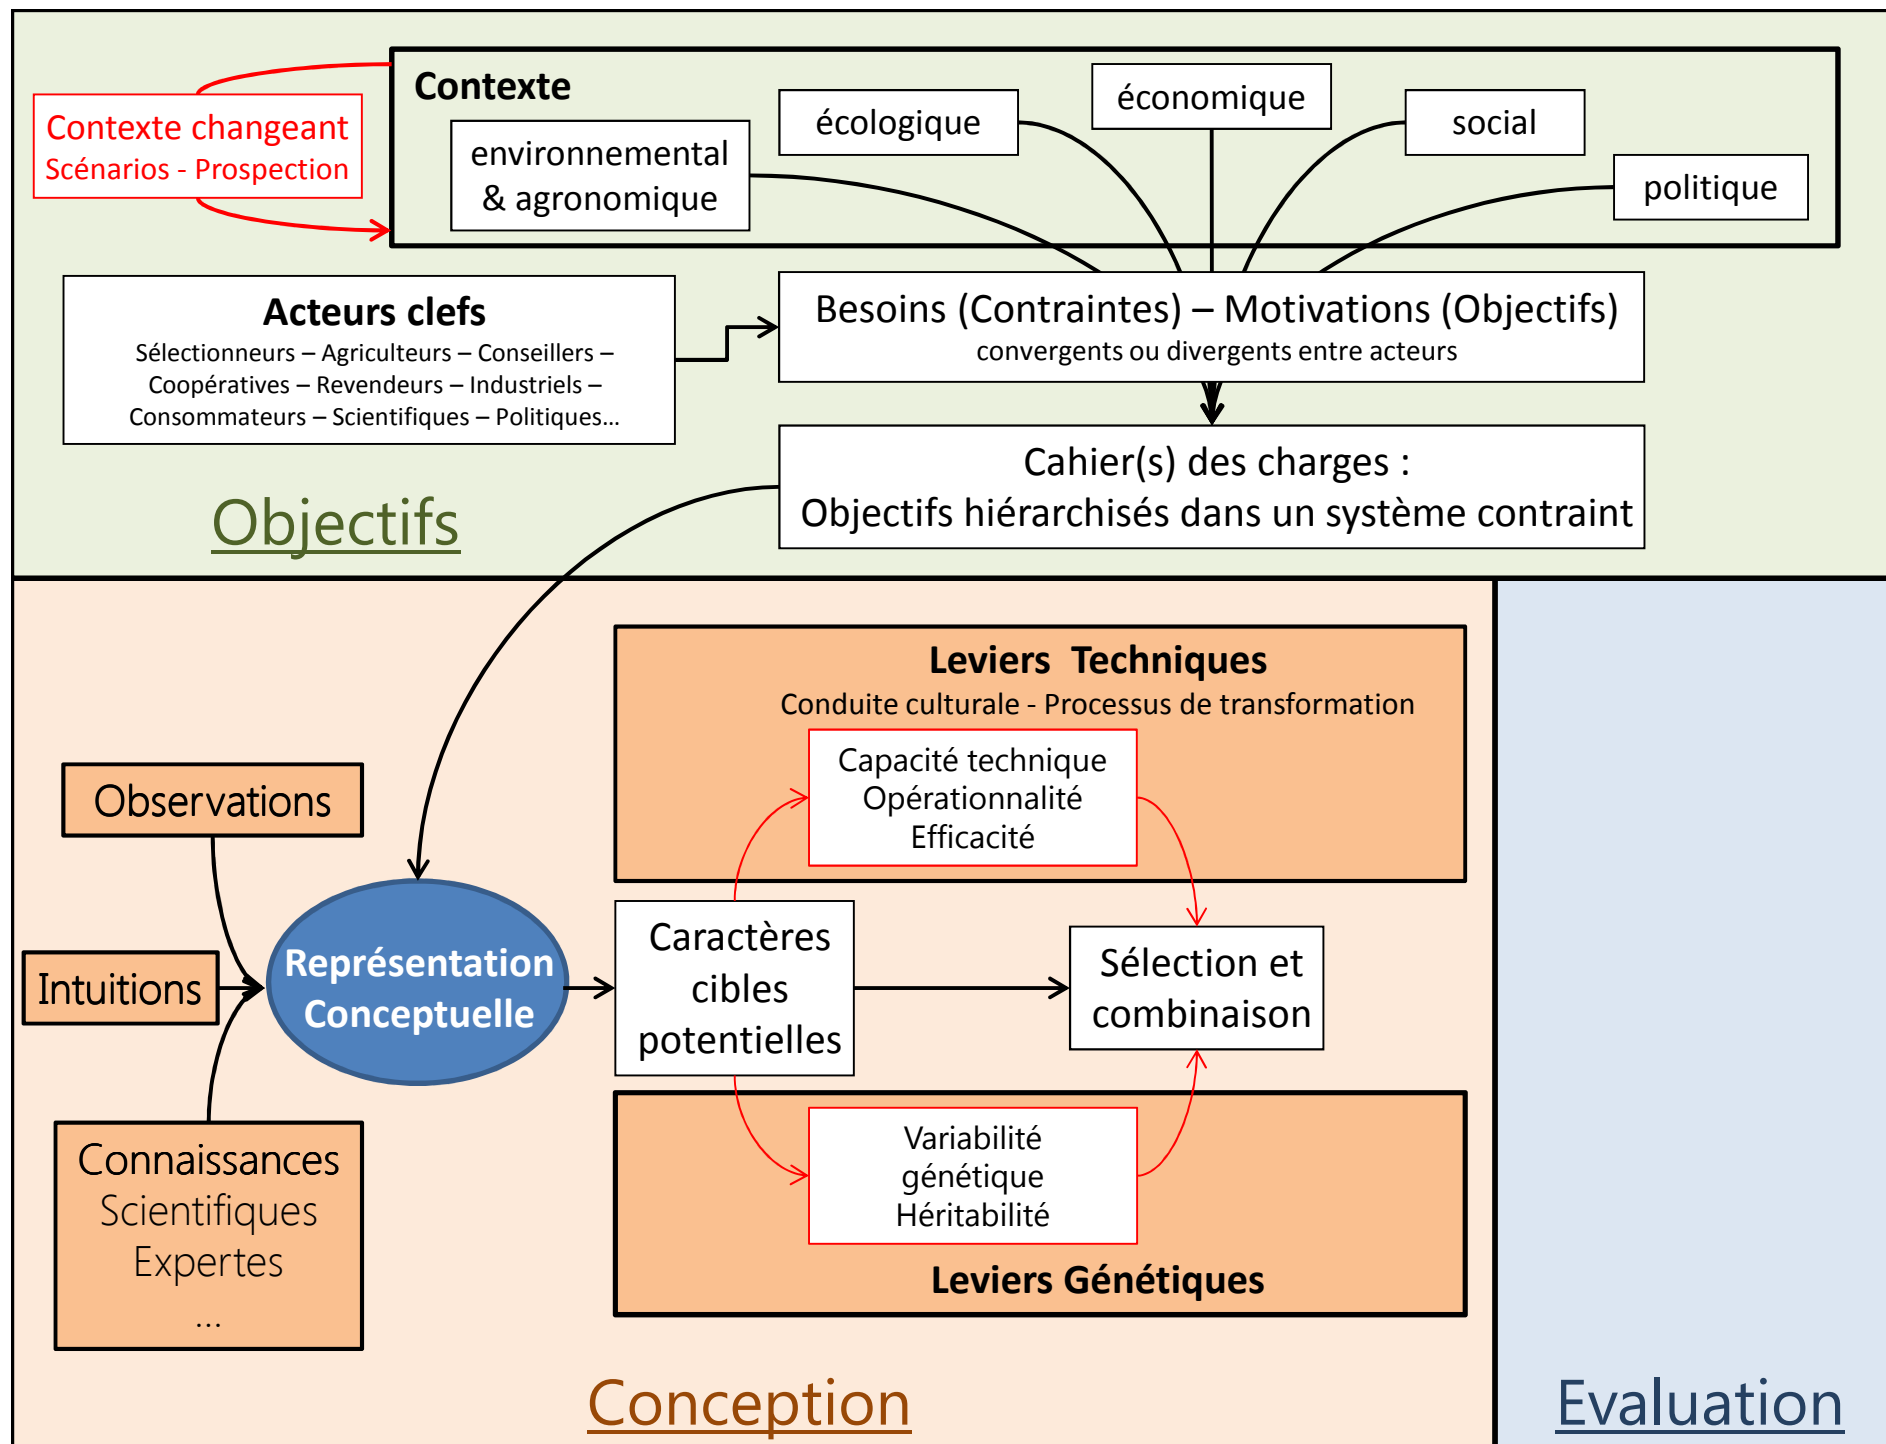 Contexte changeant
Scénarios - Prospection
Contexte
environnemental
& agronomique
écologique
économique
social
politique
Acteurs clefs
Sélectionneurs – Agriculteurs – Conseillers –
Coopératives – Revendeurs – Industriels –
Consommateurs – Scientifiques – Politiques…
Besoins (Contraintes) – Motivations (Objectifs)
convergents ou divergents entre acteurs
Cahier(s) des charges :
Objectifs hiérarchisés dans un système contraint
Objectifs
Leviers Techniques
Conduite culturale - Processus de transformation
Capacité technique
Opérationnalité
Efficacité
Observations
Intuitions
Connaissances
Scientifiques
Expertes
…
Représentation
Conceptuelle
Caractères
cibles
potentielles
Sélection et
combinaison
Variabilité
génétique
Héritabilité
Leviers Génétiques
Conception
Evaluation